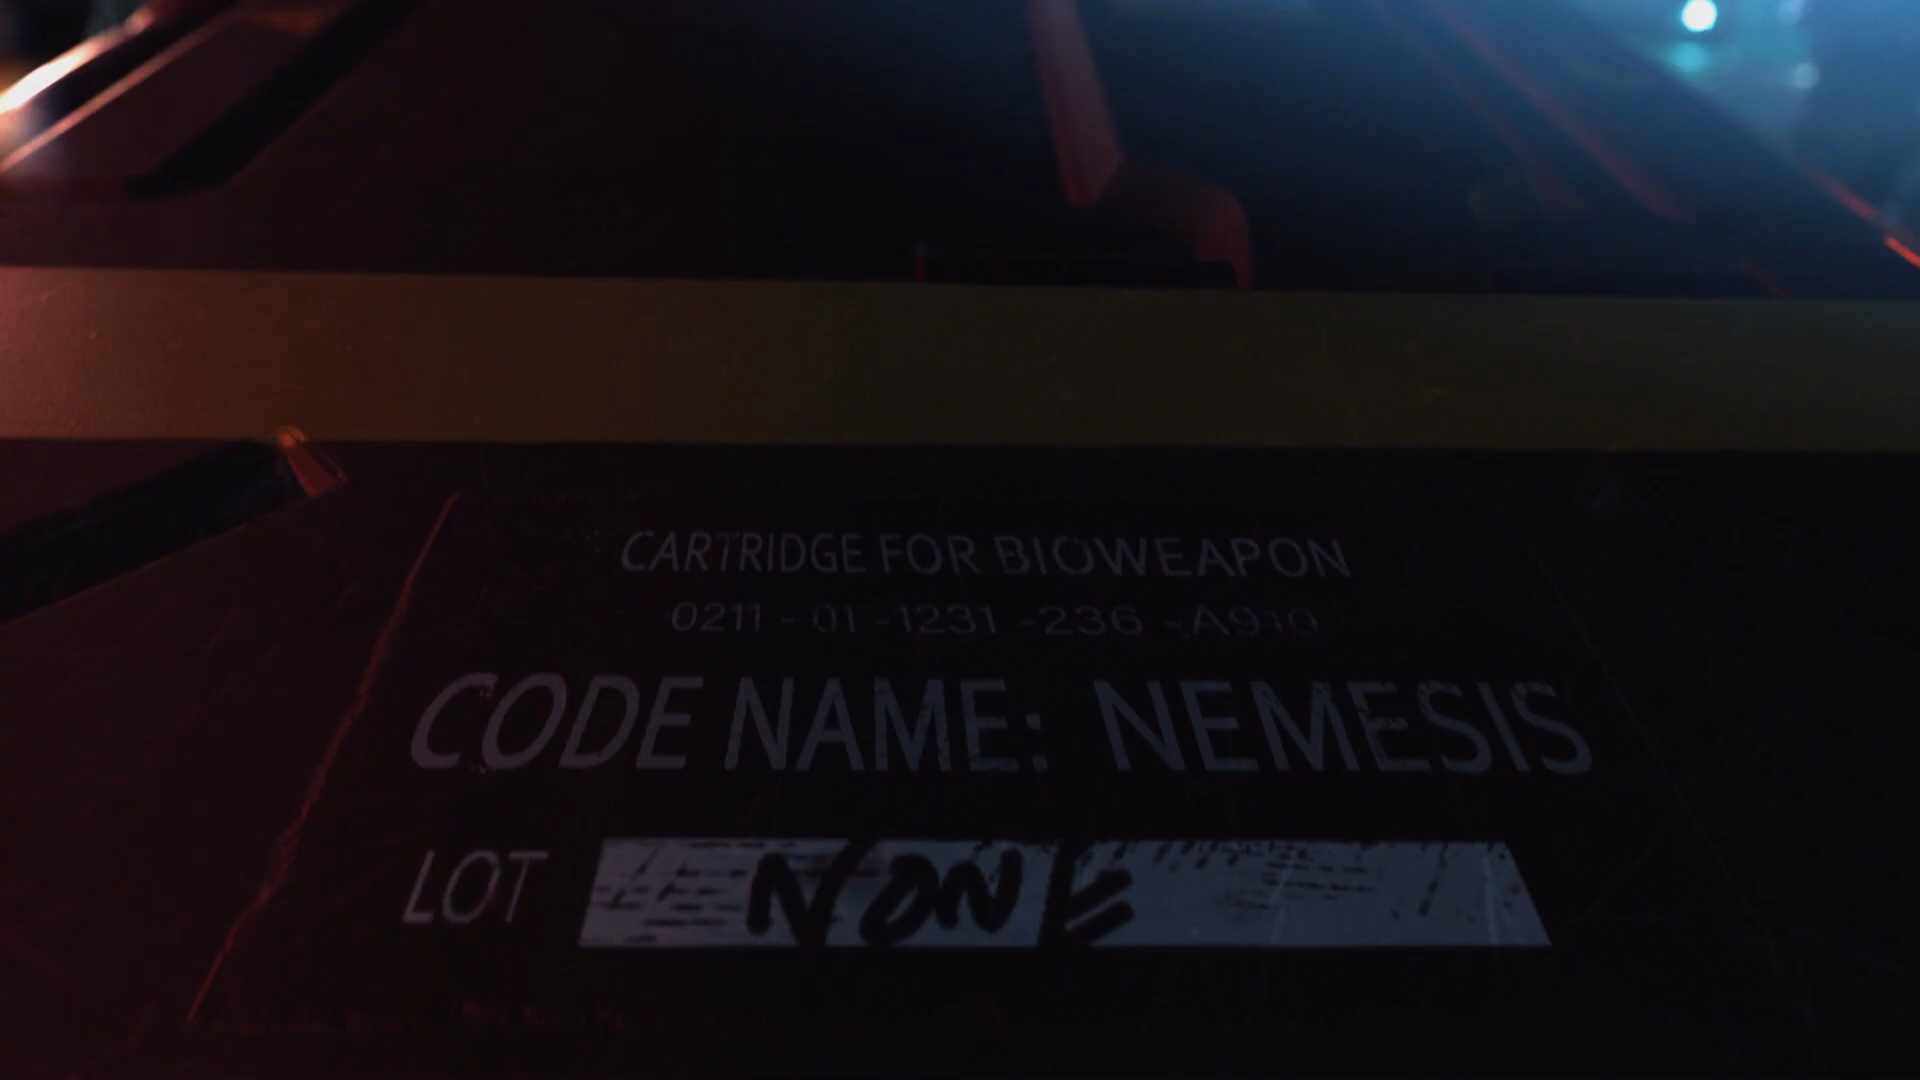 CARTRIDGE FOR BIOWEAPON
0211 - 01 -1231 -236 -A910
CODE NAME: NEMESIS
LOT NONE